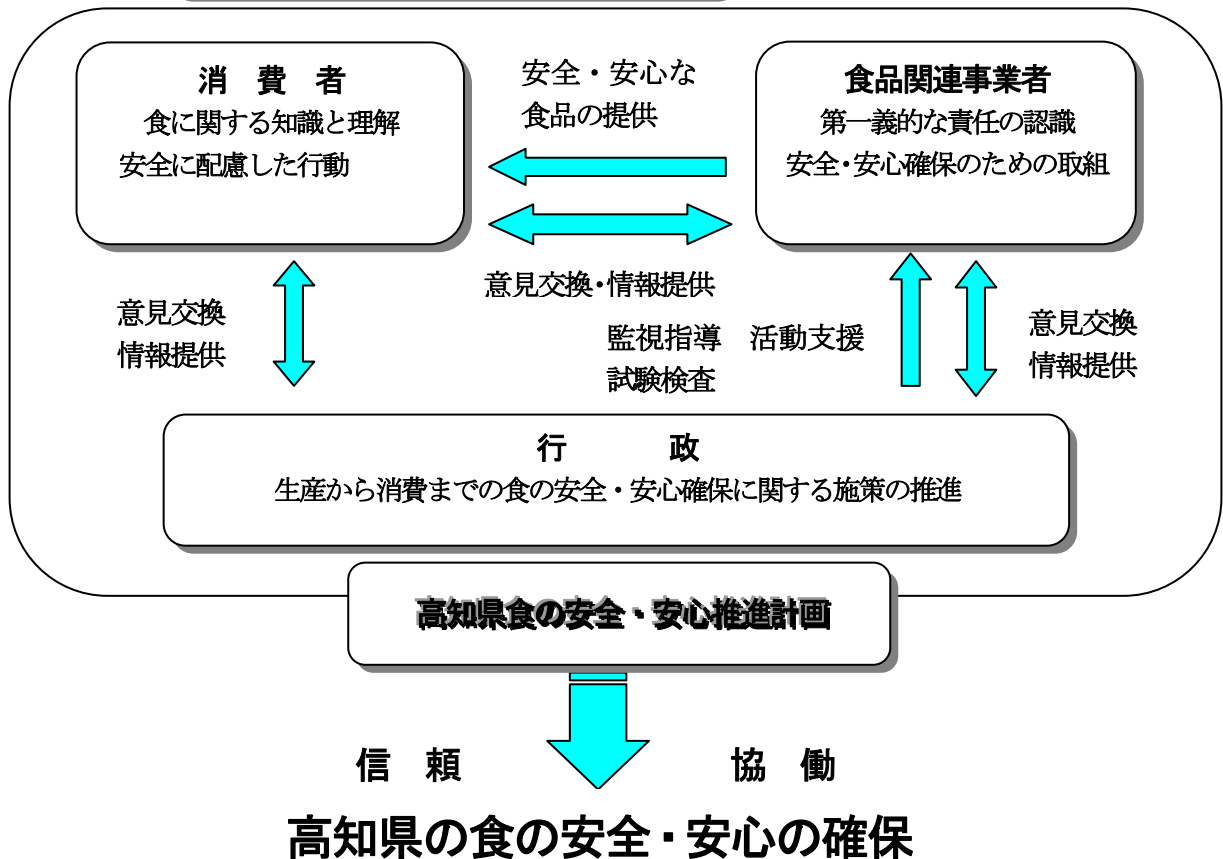 消　費　者
食に関する知識と理解
安全に配慮した行動
安全・安心な
食品の提供
食品関連事業者
第一義的な責任の認識
安全・安心確保のための取組
意見交換・情報提供
意見交換
情報提供
監視指導　活動支援
試験検査
意見交換
情報提供
行　　　政
生産から消費までの食の安全・安心確保に関する施策の推進
高知県食の安全・安心推進計画
信　頼
協　働
高知県の食の安全・安心の確保